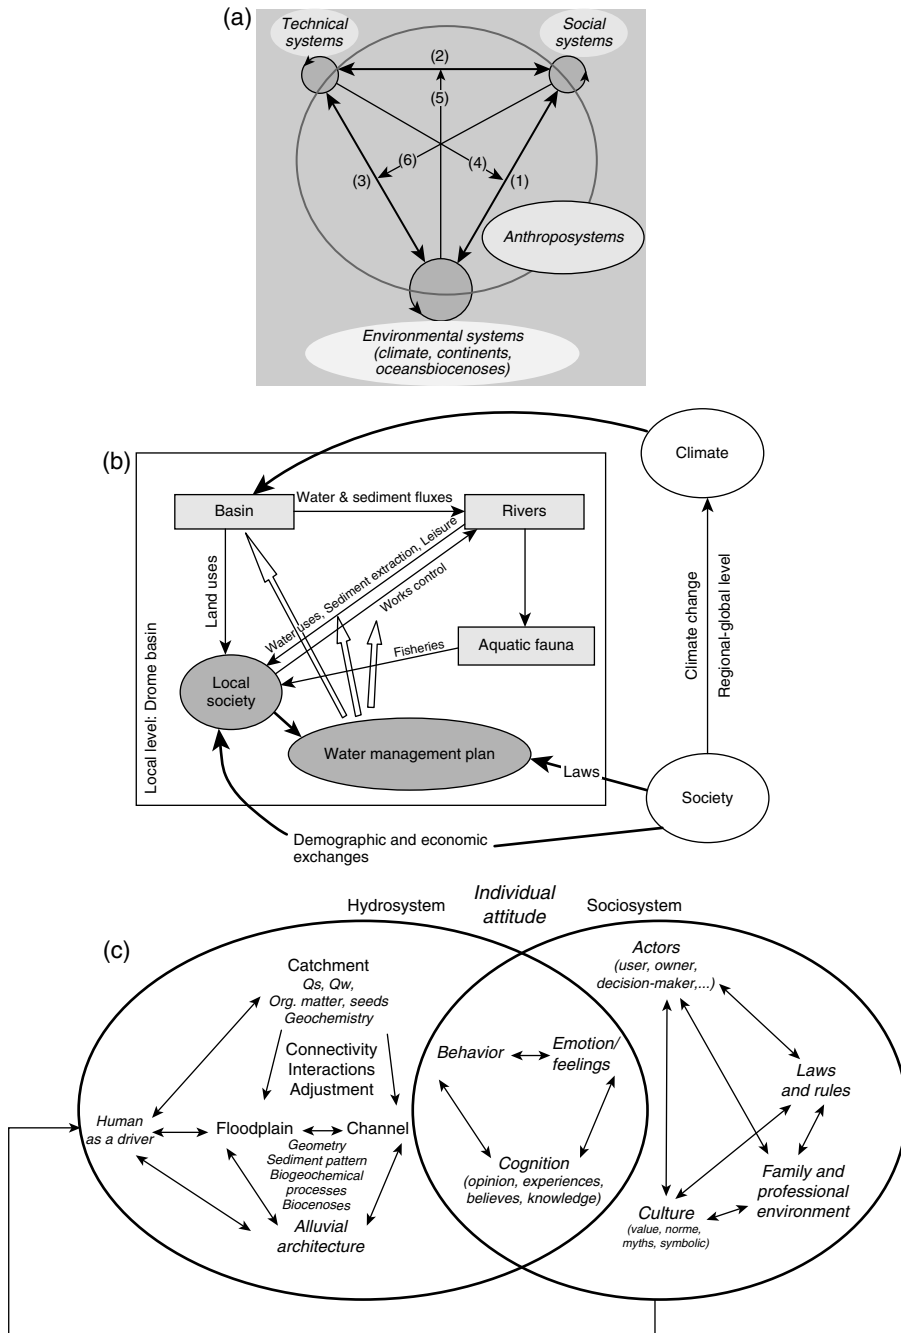 (a)
Technical
systems
Social
systems
(2)
(5)
(6)
(4)
(3)
(1)
Anthroposystems
Environmental systems
(climate, continents,
oceansbiocenoses)
(b)
Local level: Drome basin
Climate
Basin
Water & sediment fluxes
Rivers
Land uses
Water uses, Sediment extraction, Leisure
Works control
Climate change
Regional-global level
Fisheries
Aquatic fauna
Local
society
Water management plan
Laws
Society
Demographic and economic
exchanges
(c)
Hydrosystem
Individual
attitude
Sociosystem
Catchment
Qs, Qw,
Org. matter, seeds
Geochemistry
Connectivity
Interactions
Adjustment
Human
as a driver
Floodplain
Channel
Geometry
Sediment pattern
Biogeochemical
processes
Biocenoses
Alluvial
architecture
Behavior
Emotion/
feelings
Cognition
(opinion, experiences,
believes, knowledge)
Actors
(user, owner,
decision-maker,...)
Laws
and rules
Family and
professional
environment
Culture
(value, norme,
myths, symbolic)